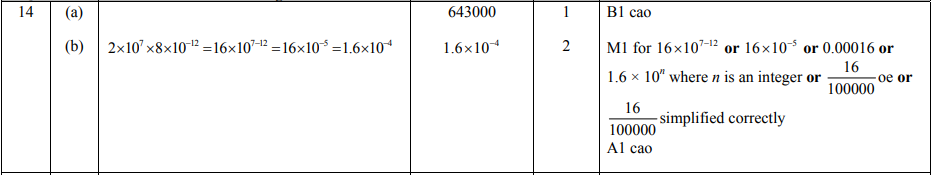 14 (a) 643000 1 B1 cao
(b) 2×10⁷×8×10⁻¹² =16×10⁷⁻¹² =16×10⁻⁵ =1.6×10⁻⁴ 1.6×10⁻⁴ 2 M1 for 16×10⁷⁻¹² or 16×10⁻⁵ or 0.00016 or
1.6 × 10ⁿ where n is an integer or 16/100000 oe or
16/100000 simplified correctly
A1 cao